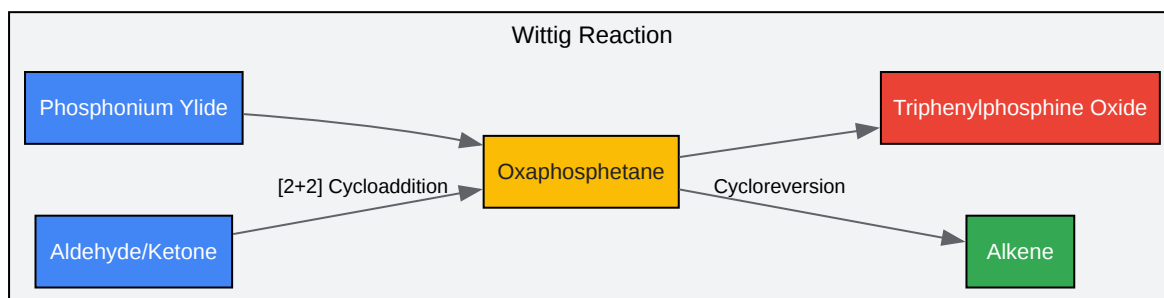 Wittig Reaction
Phosphonium Ylide
Triphenylphosphine Oxide
Oxaphosphetane
[2+2] Cycloaddition
Cycloreversion
Aldehyde/Ketone
Alkene